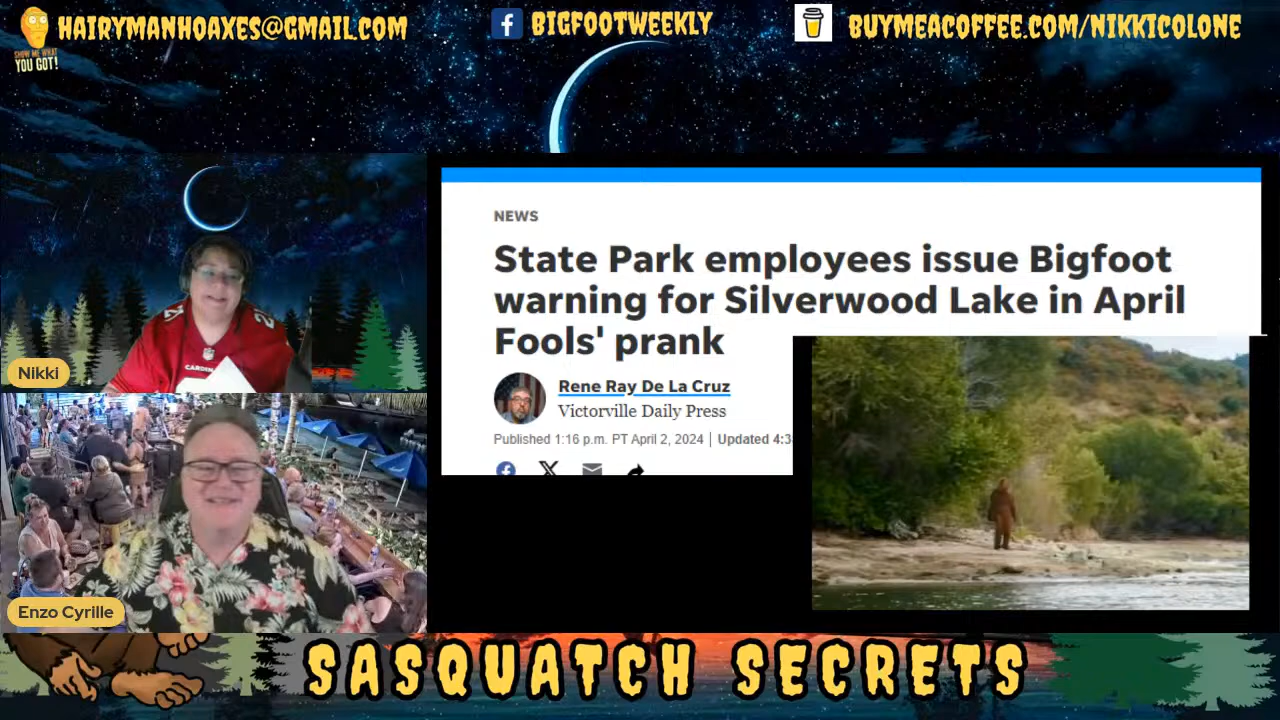 SHOW ME WHAT
YOU GOT!
HAIRYMANHOAXES@GMAIL.COM
BIGFOOTWEEKLY
BUYMEACOFFEE.COM/NIKKICOLONE
NEWS
State Park employees issue Bigfoot
warning for Silverwood Lake in April
Fools' prank
Rene Ray De La Cruz
Victorville Daily Press
Published 1:16 p.m. PT April 2, 2024 | Updated 4:3
Nikki
Enzo Cyrille
SASQUATCH SECRETS